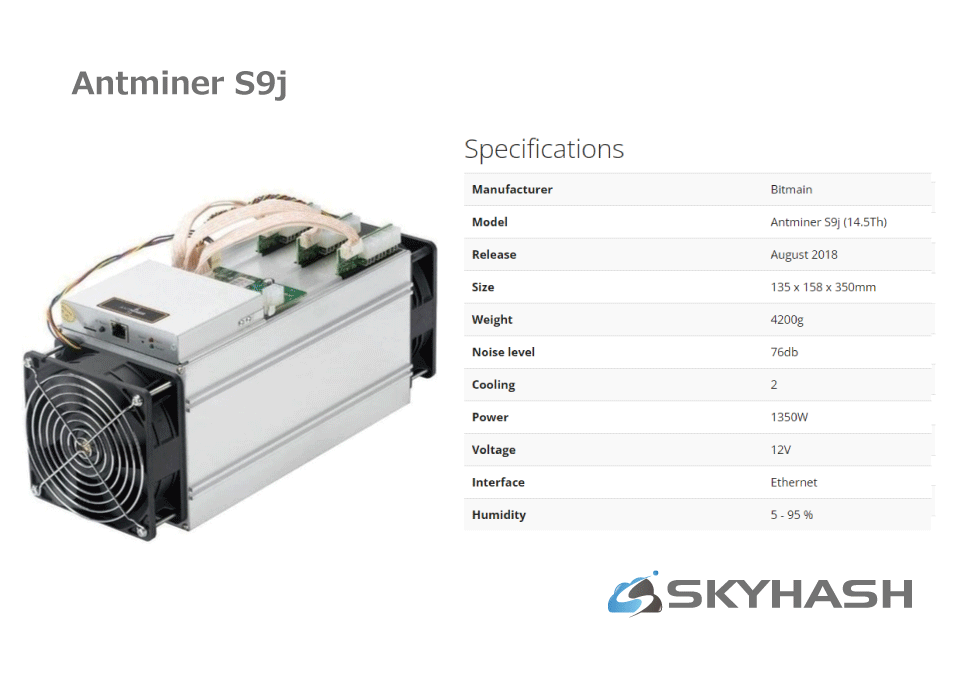 Antminer S9j
Specifications
Manufacturer Bitmain
Model Antminer S9j (14.5Th)
Release August 2018
Size 135 x 158 x 350mm
Weight 4200g
Noise level 76db
Cooling 2
Power 1350W
Voltage 12V
Interface Ethernet
Humidity 5 - 95 %
SKYHASH